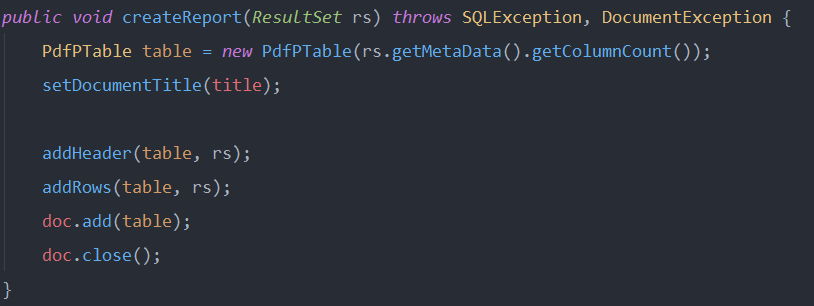 public void createReport(ResultSet rs) throws SQLException, DocumentException {
    PdfPTable table = new PdfPTable(rs.getMetaData().getColumnCount());
    setDocumentTitle(title);

    addHeader(table, rs);
    addRows(table, rs);
    doc.add(table);
    doc.close();
}